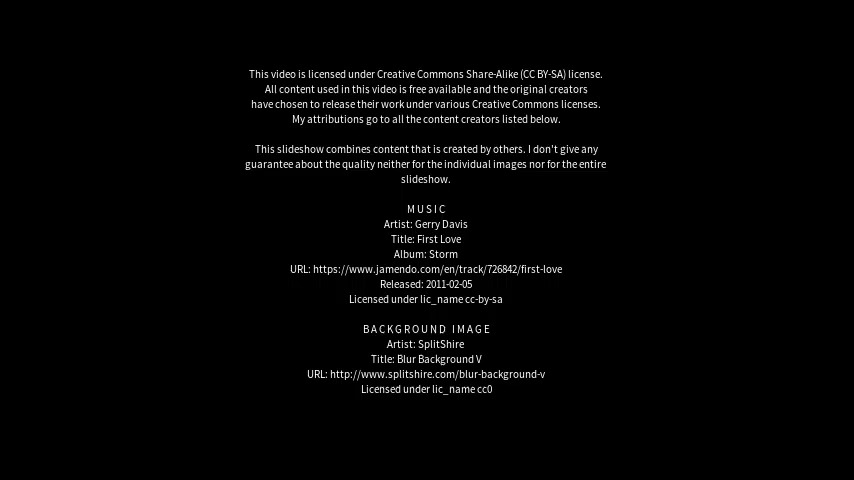 This video is licensed under Creative Commons Share-Alike (CC BY-SA) license.
All content used in this video is free available and the original creators
have chosen to release their work under various Creative Commons licenses.
My attributions go to all the content creators listed below.
This slideshow combines content that is created by others. I don't give any
guarantee about the quality neither for the individual images nor for the entire
slideshow.
MUSIC
Artist: Gerry Davis
Title: First Love
Album: Storm
URL: https://www.jamendo.com/en/track/726842/first-love
Released: 2011-02-05
Licensed under lic_name cc-by-sa
BACKGROUND IMAGE
Artist: SplitShire
Title: Blur Background V
URL: http://www.splitshire.com/blur-background-v
Licensed under lic_name cc0